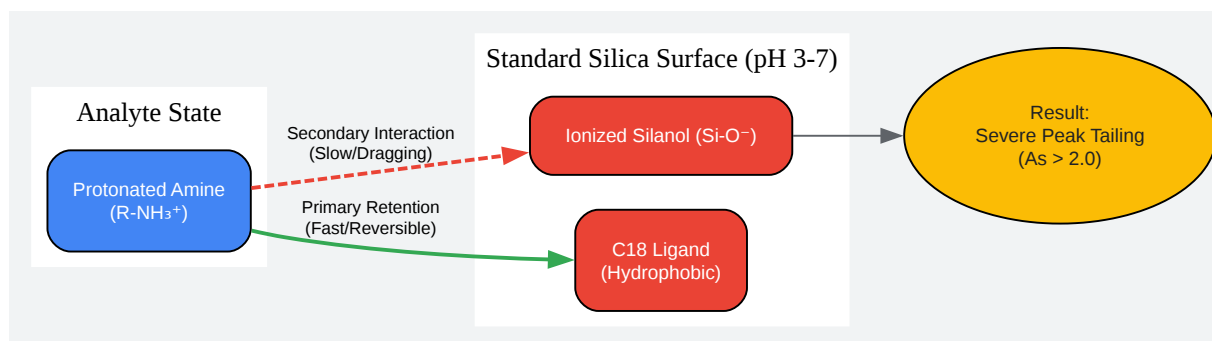 Analyte State
Protonated Amine
(R-NH₃⁺)
Secondary Interaction
(Slow/Dragging)
Primary Retention
(Fast/Reversible)
Standard Silica Surface (pH 3-7)
Ionized Silanol (Si-O⁻)
C18 Ligand
(Hydrophobic)
Result:
Severe Peak Tailing
(As > 2.0)